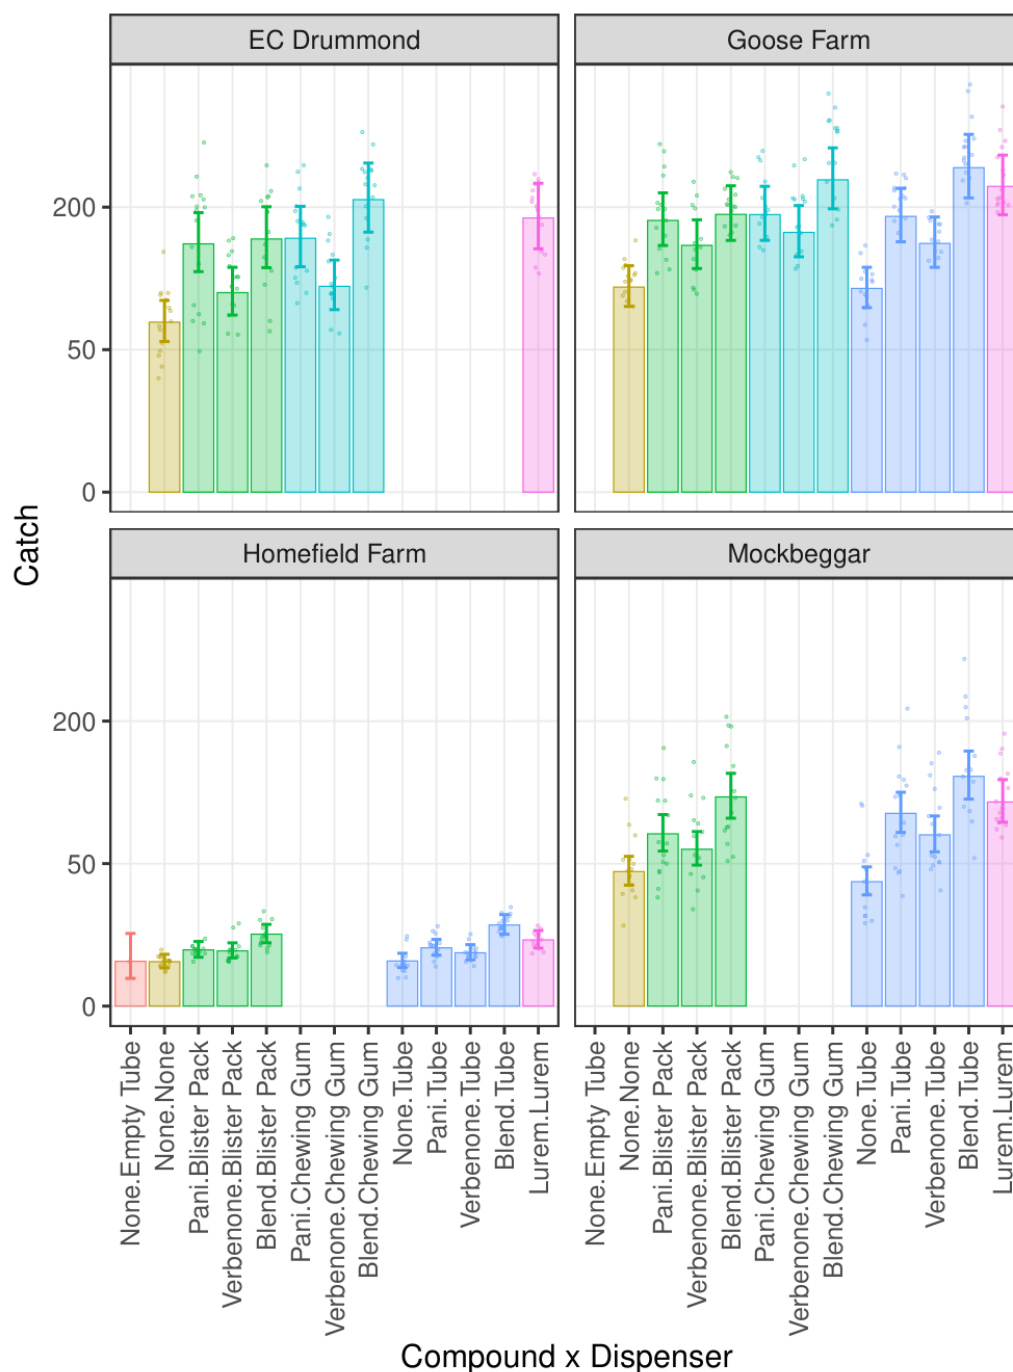 EC Drummond
Goose Farm
200
50
0
Catch
Homefield Farm
Mockbeggar
200
50
0
None.Empty Tube
None.None
Pani.Blister Pack
Verbenone.Blister Pack
Blend.Blister Pack
Pani.Chewing Gum
Verbenone.Chewing Gum
Blend.Chewing Gum
None.Tube
Pani.Tube
Verbenone.Tube
Blend.Tube
Lurem.Lurem
None.Empty Tube
None.None
Pani.Blister Pack
Verbenone.Blister Pack
Blend.Blister Pack
Pani.Chewing Gum
Verbenone.Chewing Gum
Blend.Chewing Gum
None.Tube
Pani.Tube
Verbenone.Tube
Blend.Tube
Lurem.Lurem
Compound x Dispenser